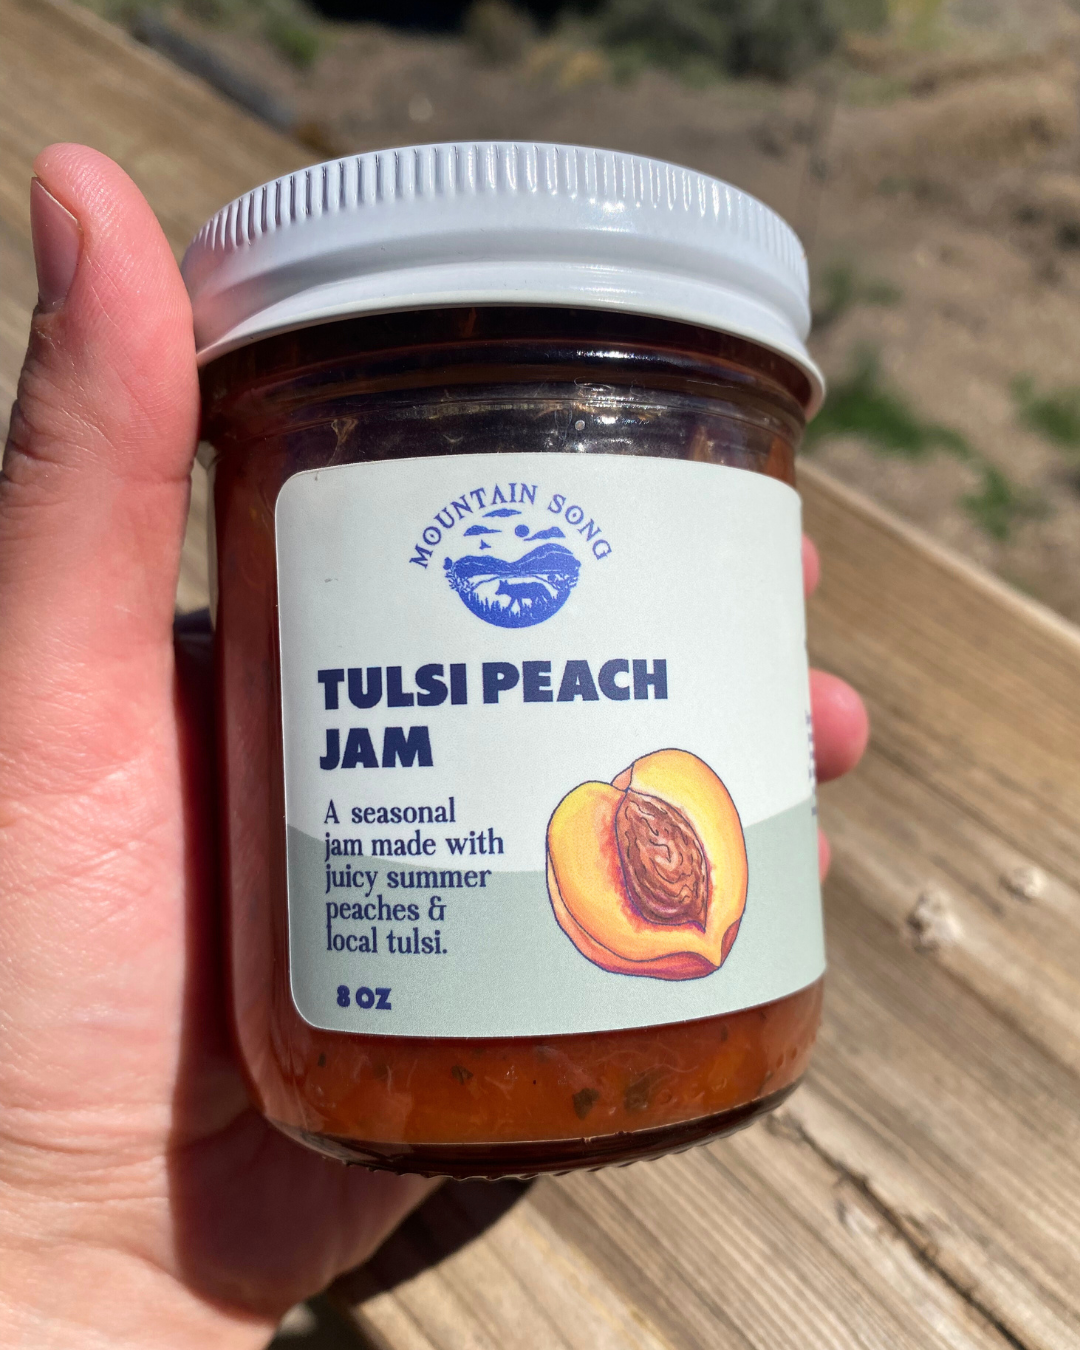 MOUNTAIN SONG
TULSI PEACH
JAM
A seasonal
jam made with
juicy summer
peaches &
local tulsi.
8 OZ